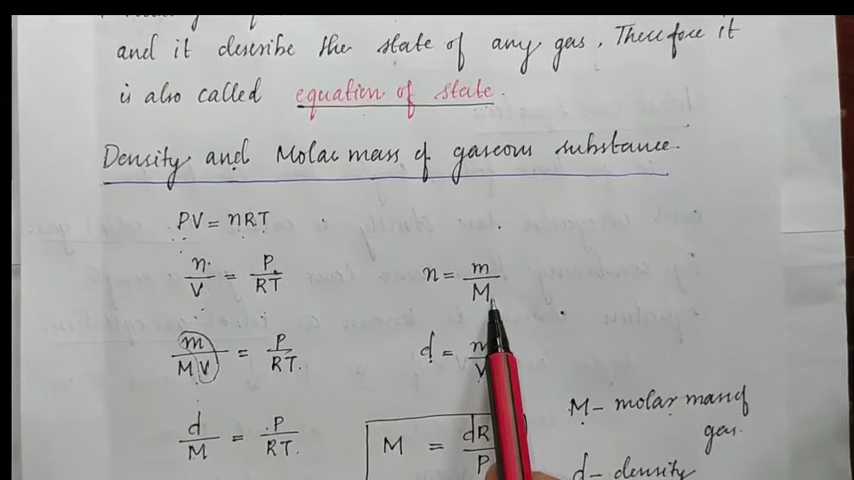 and it describe the state of any gas. Therefore it
is also called equation of state.
Density and Molar mass of gaseous substance.
PV = nRT
n/V = P/RT
n = m/M
m/MV = P/RT.
d = m/V
d/M = P/RT.
M = dR/P
M - molar mass of
gas.
d - density